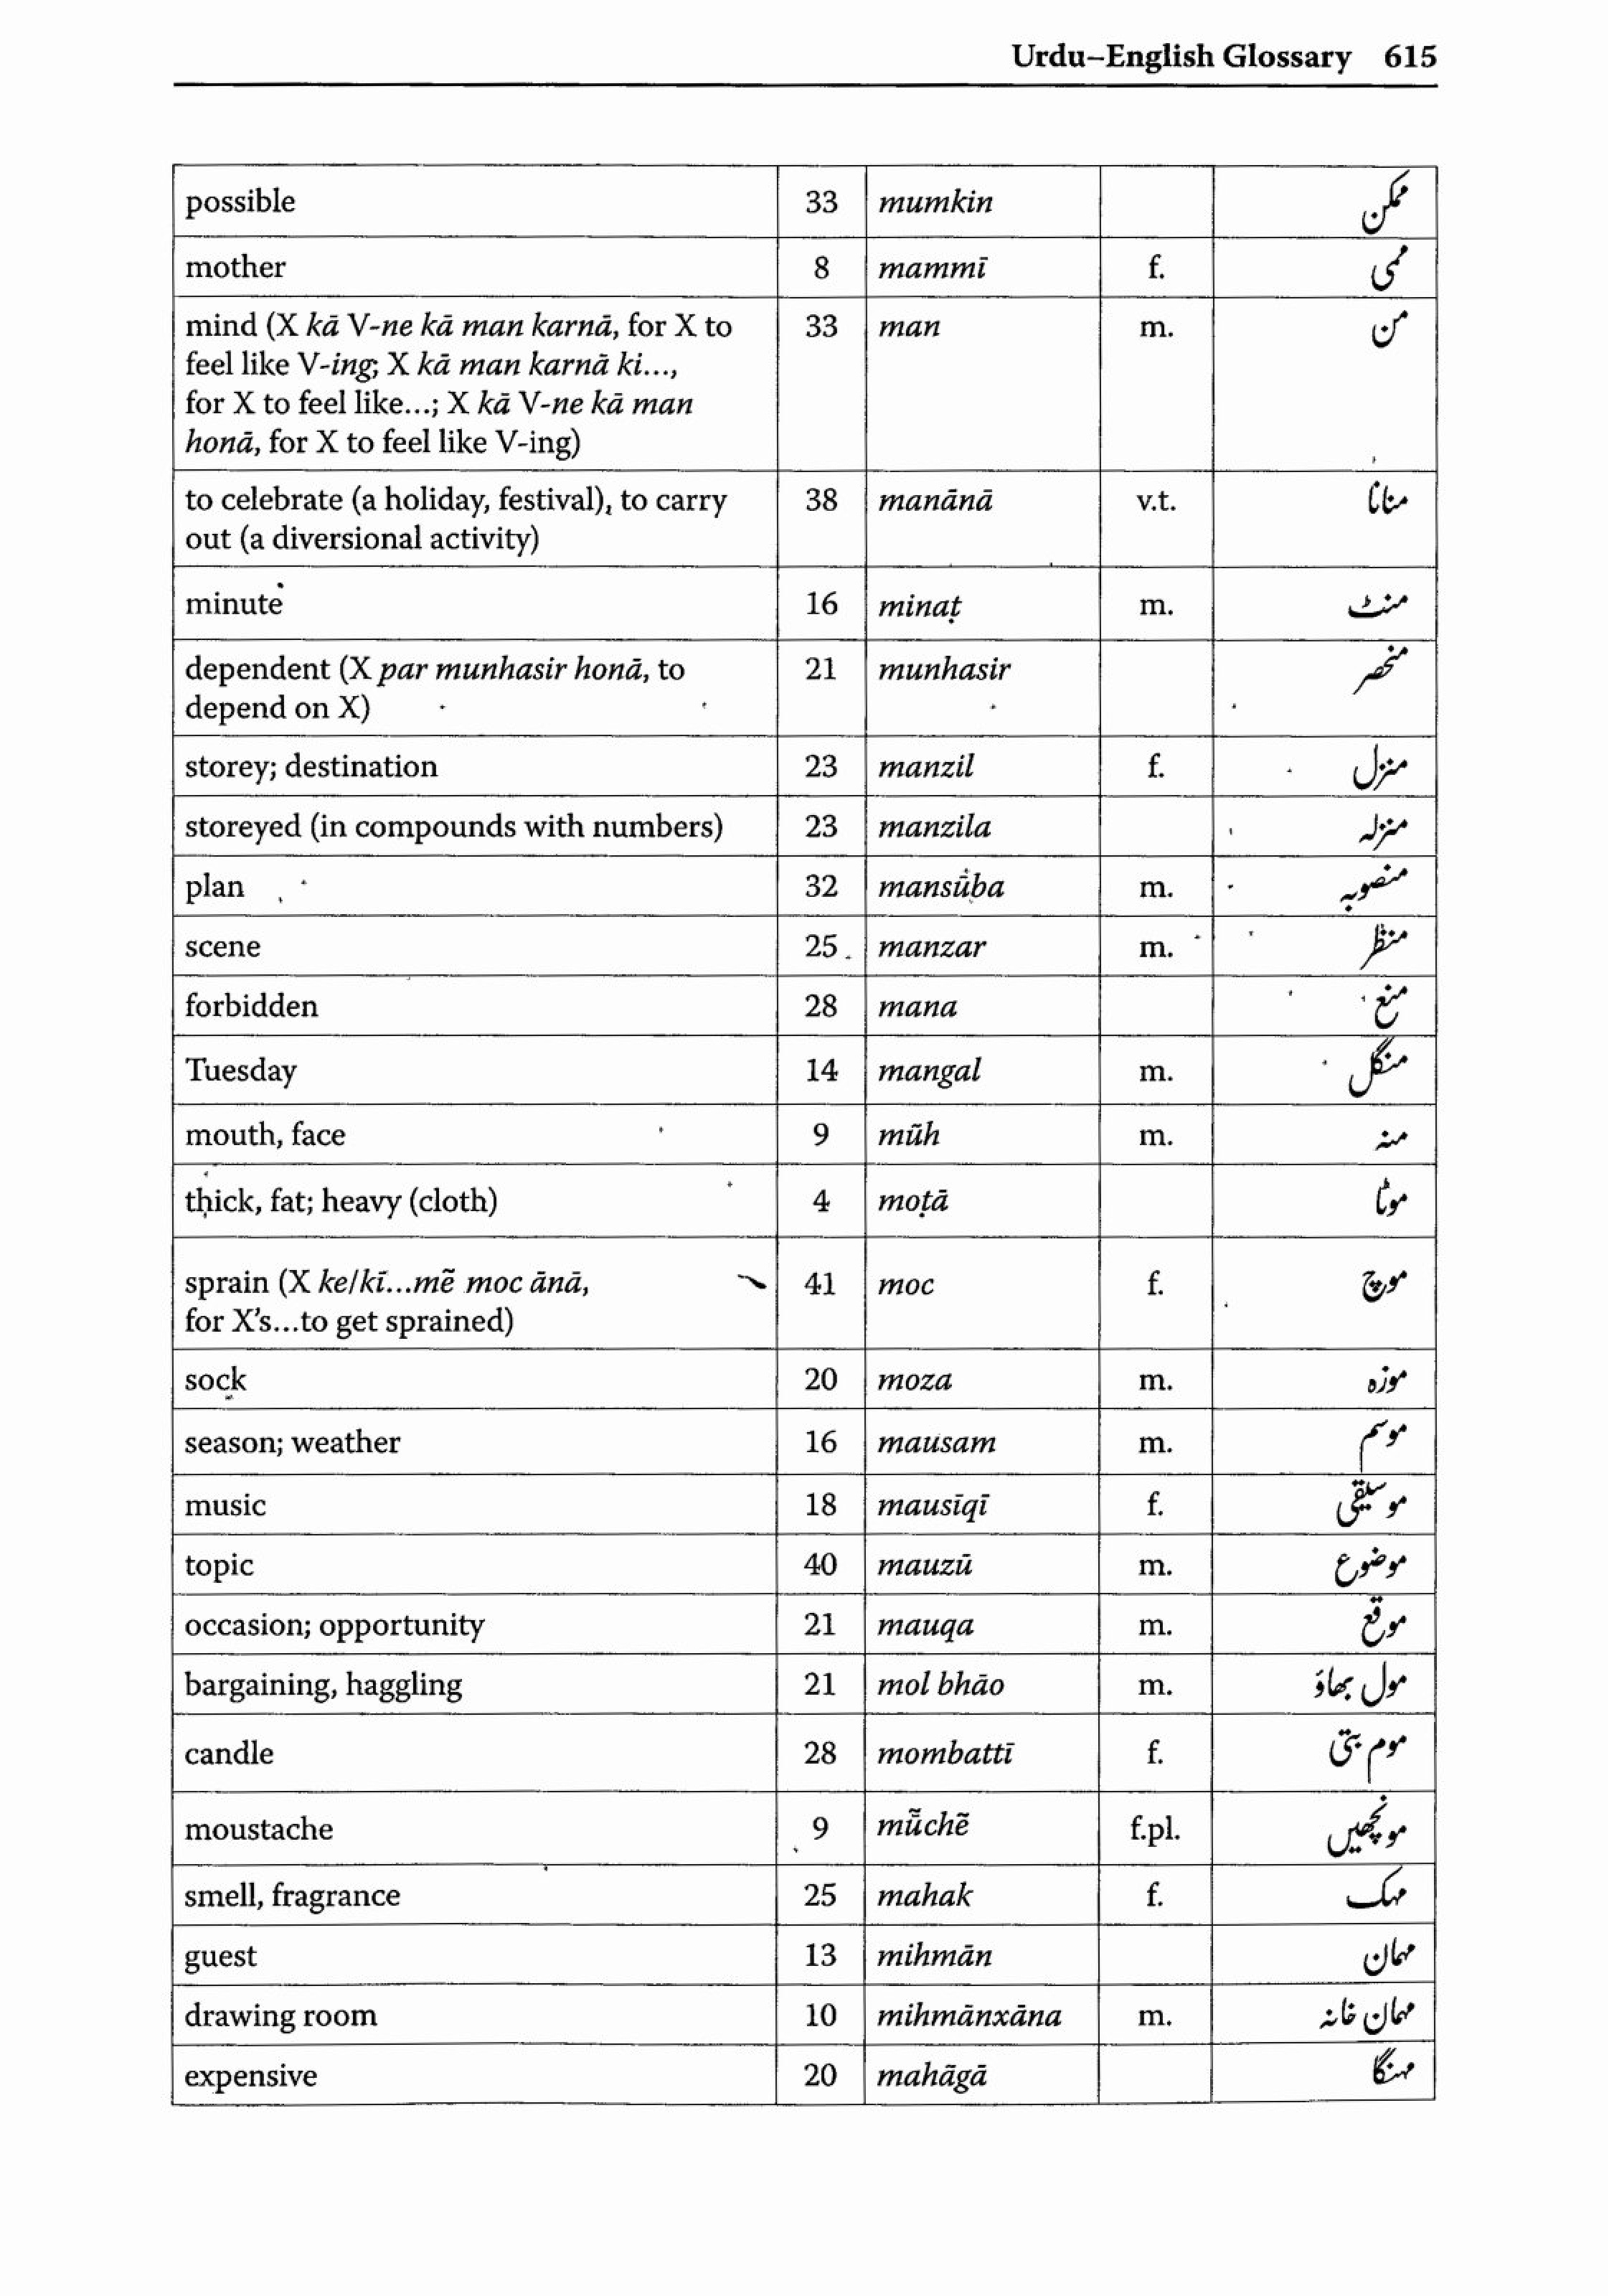 Urdu–English Glossary 615
possible 33 mumkin ممکن
mother 8 mammī f. ممی
mind (X kā V-ne kā man karnā, for X to 33 man m. من
feel like V-ing; X kā man karnā ki...,
for X to feel like...; X kā V-ne kā man
honā, for X to feel like V-ing)
to celebrate (a holiday, festival), to carry 38 manānā v.t. منانا
out (a diversional activity)
minute 16 minaṭ m. منٹ
dependent (X par munhasir honā, to 21 munhasir منحصر
depend on X)
storey; destination 23 manzil f. منزل
storeyed (in compounds with numbers) 23 manzila منزلہ
plan 32 mansūba m. منصوبہ
scene 25 manzar m. منظر
forbidden 28 mana منع
Tuesday 14 mangal m. منگل
mouth, face 9 mũh m. منہ
thick, fat; heavy (cloth) 4 moṭā موٹا
sprain (X ke/kī...mẽ moc ānā, 41 moc f. موچ
for X's...to get sprained)
sock 20 moza m. موزہ
season; weather 16 mausam m. موسم
music 18 mausīqī f. موسیقی
topic 40 mauzū m. موضوع
occasion; opportunity 21 mauqa m. موقع
bargaining, haggling 21 mol bhāo m. مول بھاؤ
candle 28 mombattī f. موم بتی
moustache 9 mū̃chẽ f.pl. مونچھیں
smell, fragrance 25 mahak f. مہک
guest 13 mihmān مہمان
drawing room 10 mihmānxāna m. مہمان خانہ
expensive 20 mahãgā مہنگا